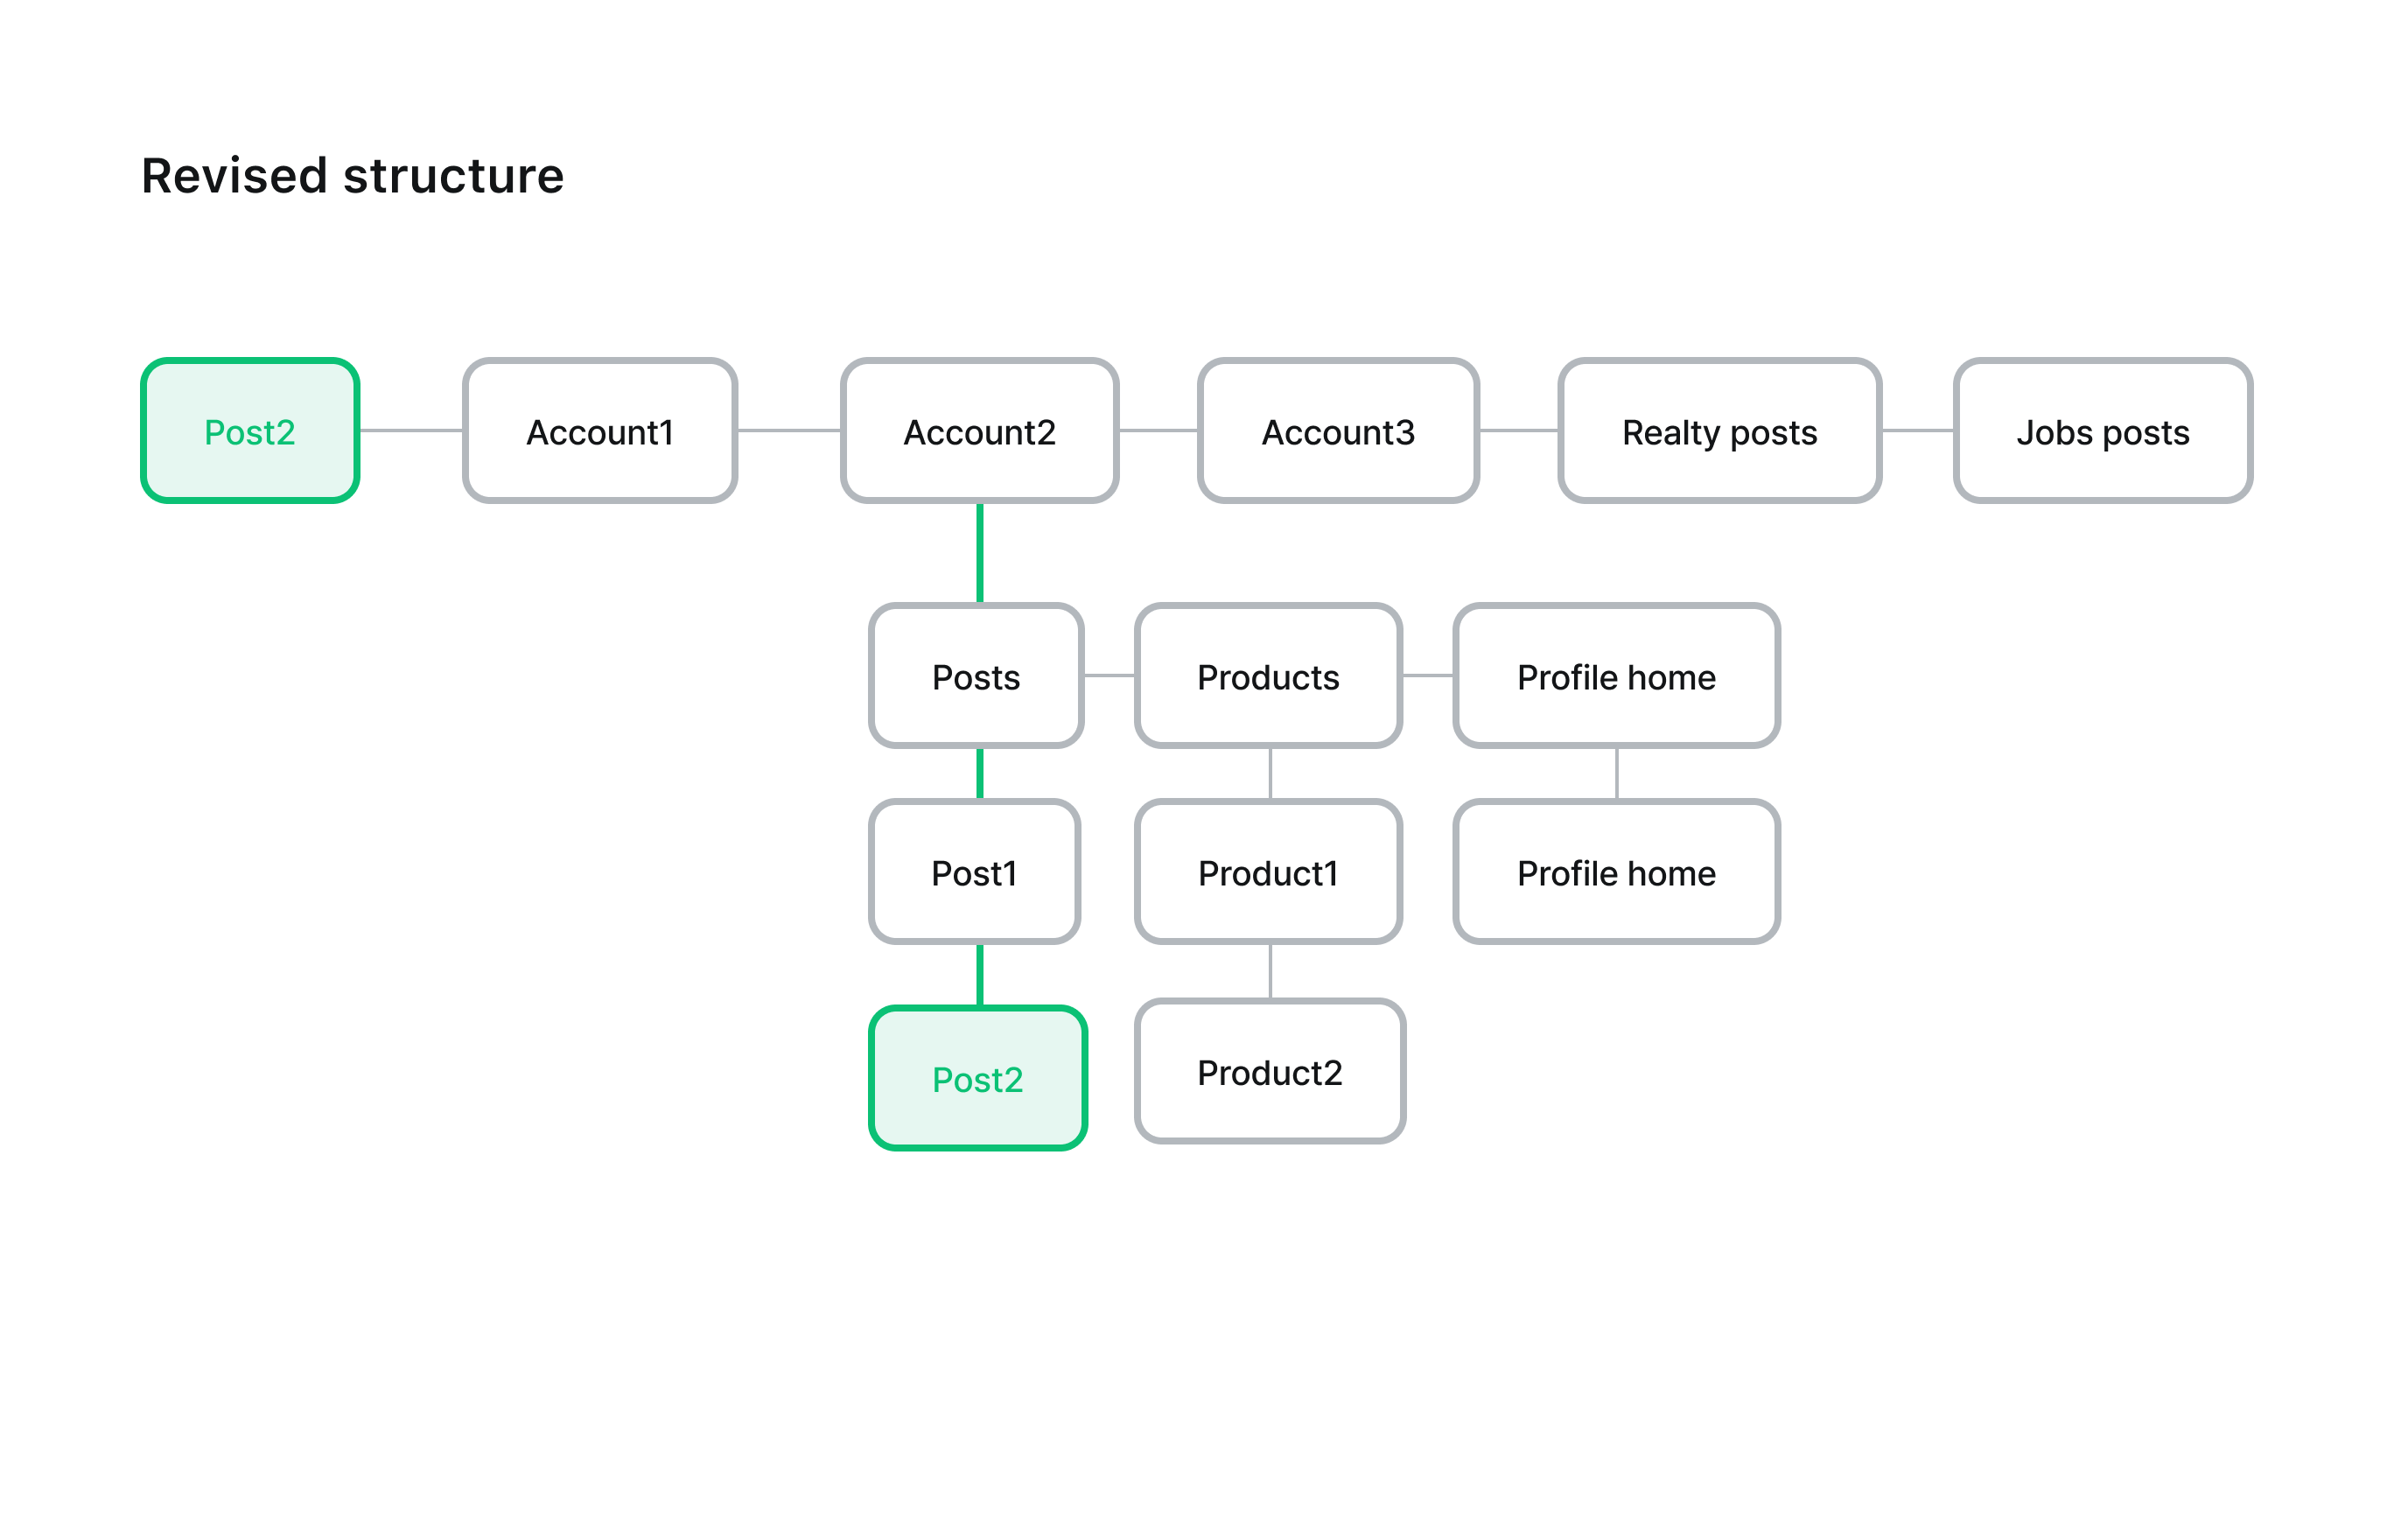 Revised structure
Post2
Account1
Account2
Account3
Realty posts
Jobs posts
Posts
Products
Profile home
Post1
Product1
Profile home
Post2
Product2